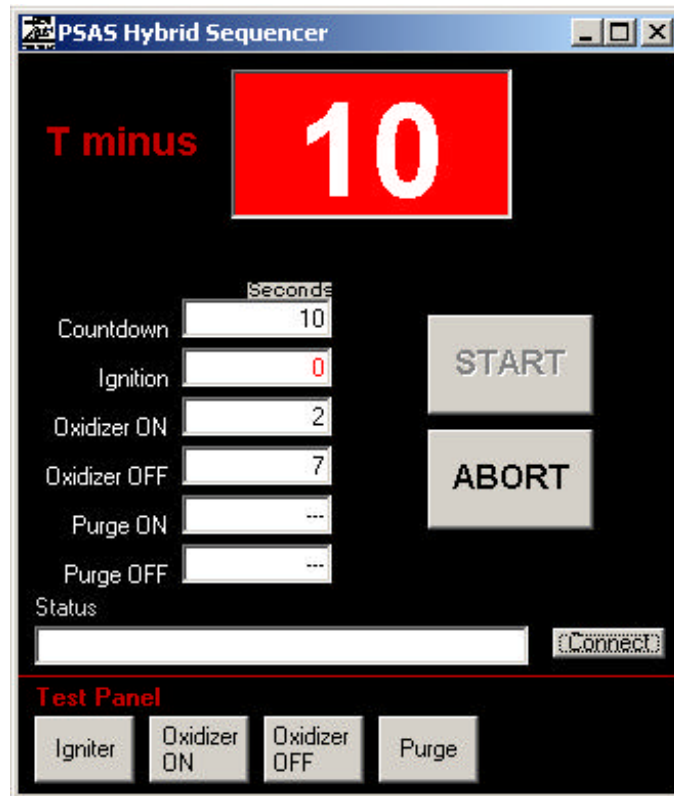 PSAS Hybrid Sequencer
T minus
10
Seconds
Countdown 10
Ignition 0
Oxidizer ON 2
Oxidizer OFF 7
Purge ON ---
Purge OFF ---
START
ABORT
Status
Connect
Test Panel
Igniter
Oxidizer
ON
Oxidizer
OFF
Purge